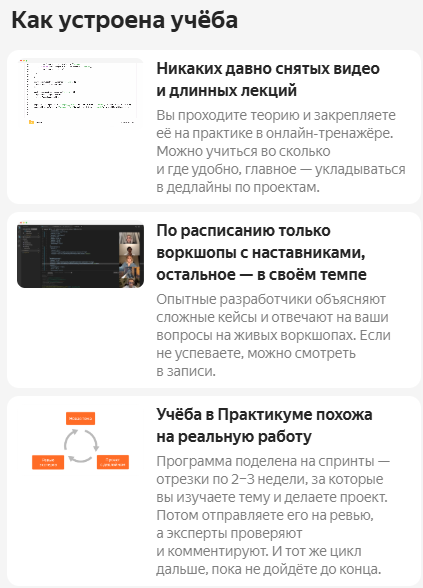 Как устроена учёба
Никаких давно снятых видео
и длинных лекций
Вы проходите теорию и закрепляете
её на практике в онлайн-тренажёре.
Можно учиться во сколько
и где удобно, главное — укладываться
в дедлайны по проектам.
По расписанию только
воркшопы с наставниками,
остальное — в своём темпе
Опытные разработчики объясняют
сложные кейсы и отвечают на ваши
вопросы на живых воркшопах. Если
не успеваете, можно смотреть
в записи.
Учёба в Практикуме похожа
на реальную работу
Программа поделена на спринты —
отрезки по 2–3 недели, за которые
вы изучаете тему и делаете проект.
Потом отправляете его на ревью,
а эксперты проверяют
и комментируют. И тот же цикл
дальше, пока не дойдёте до конца.